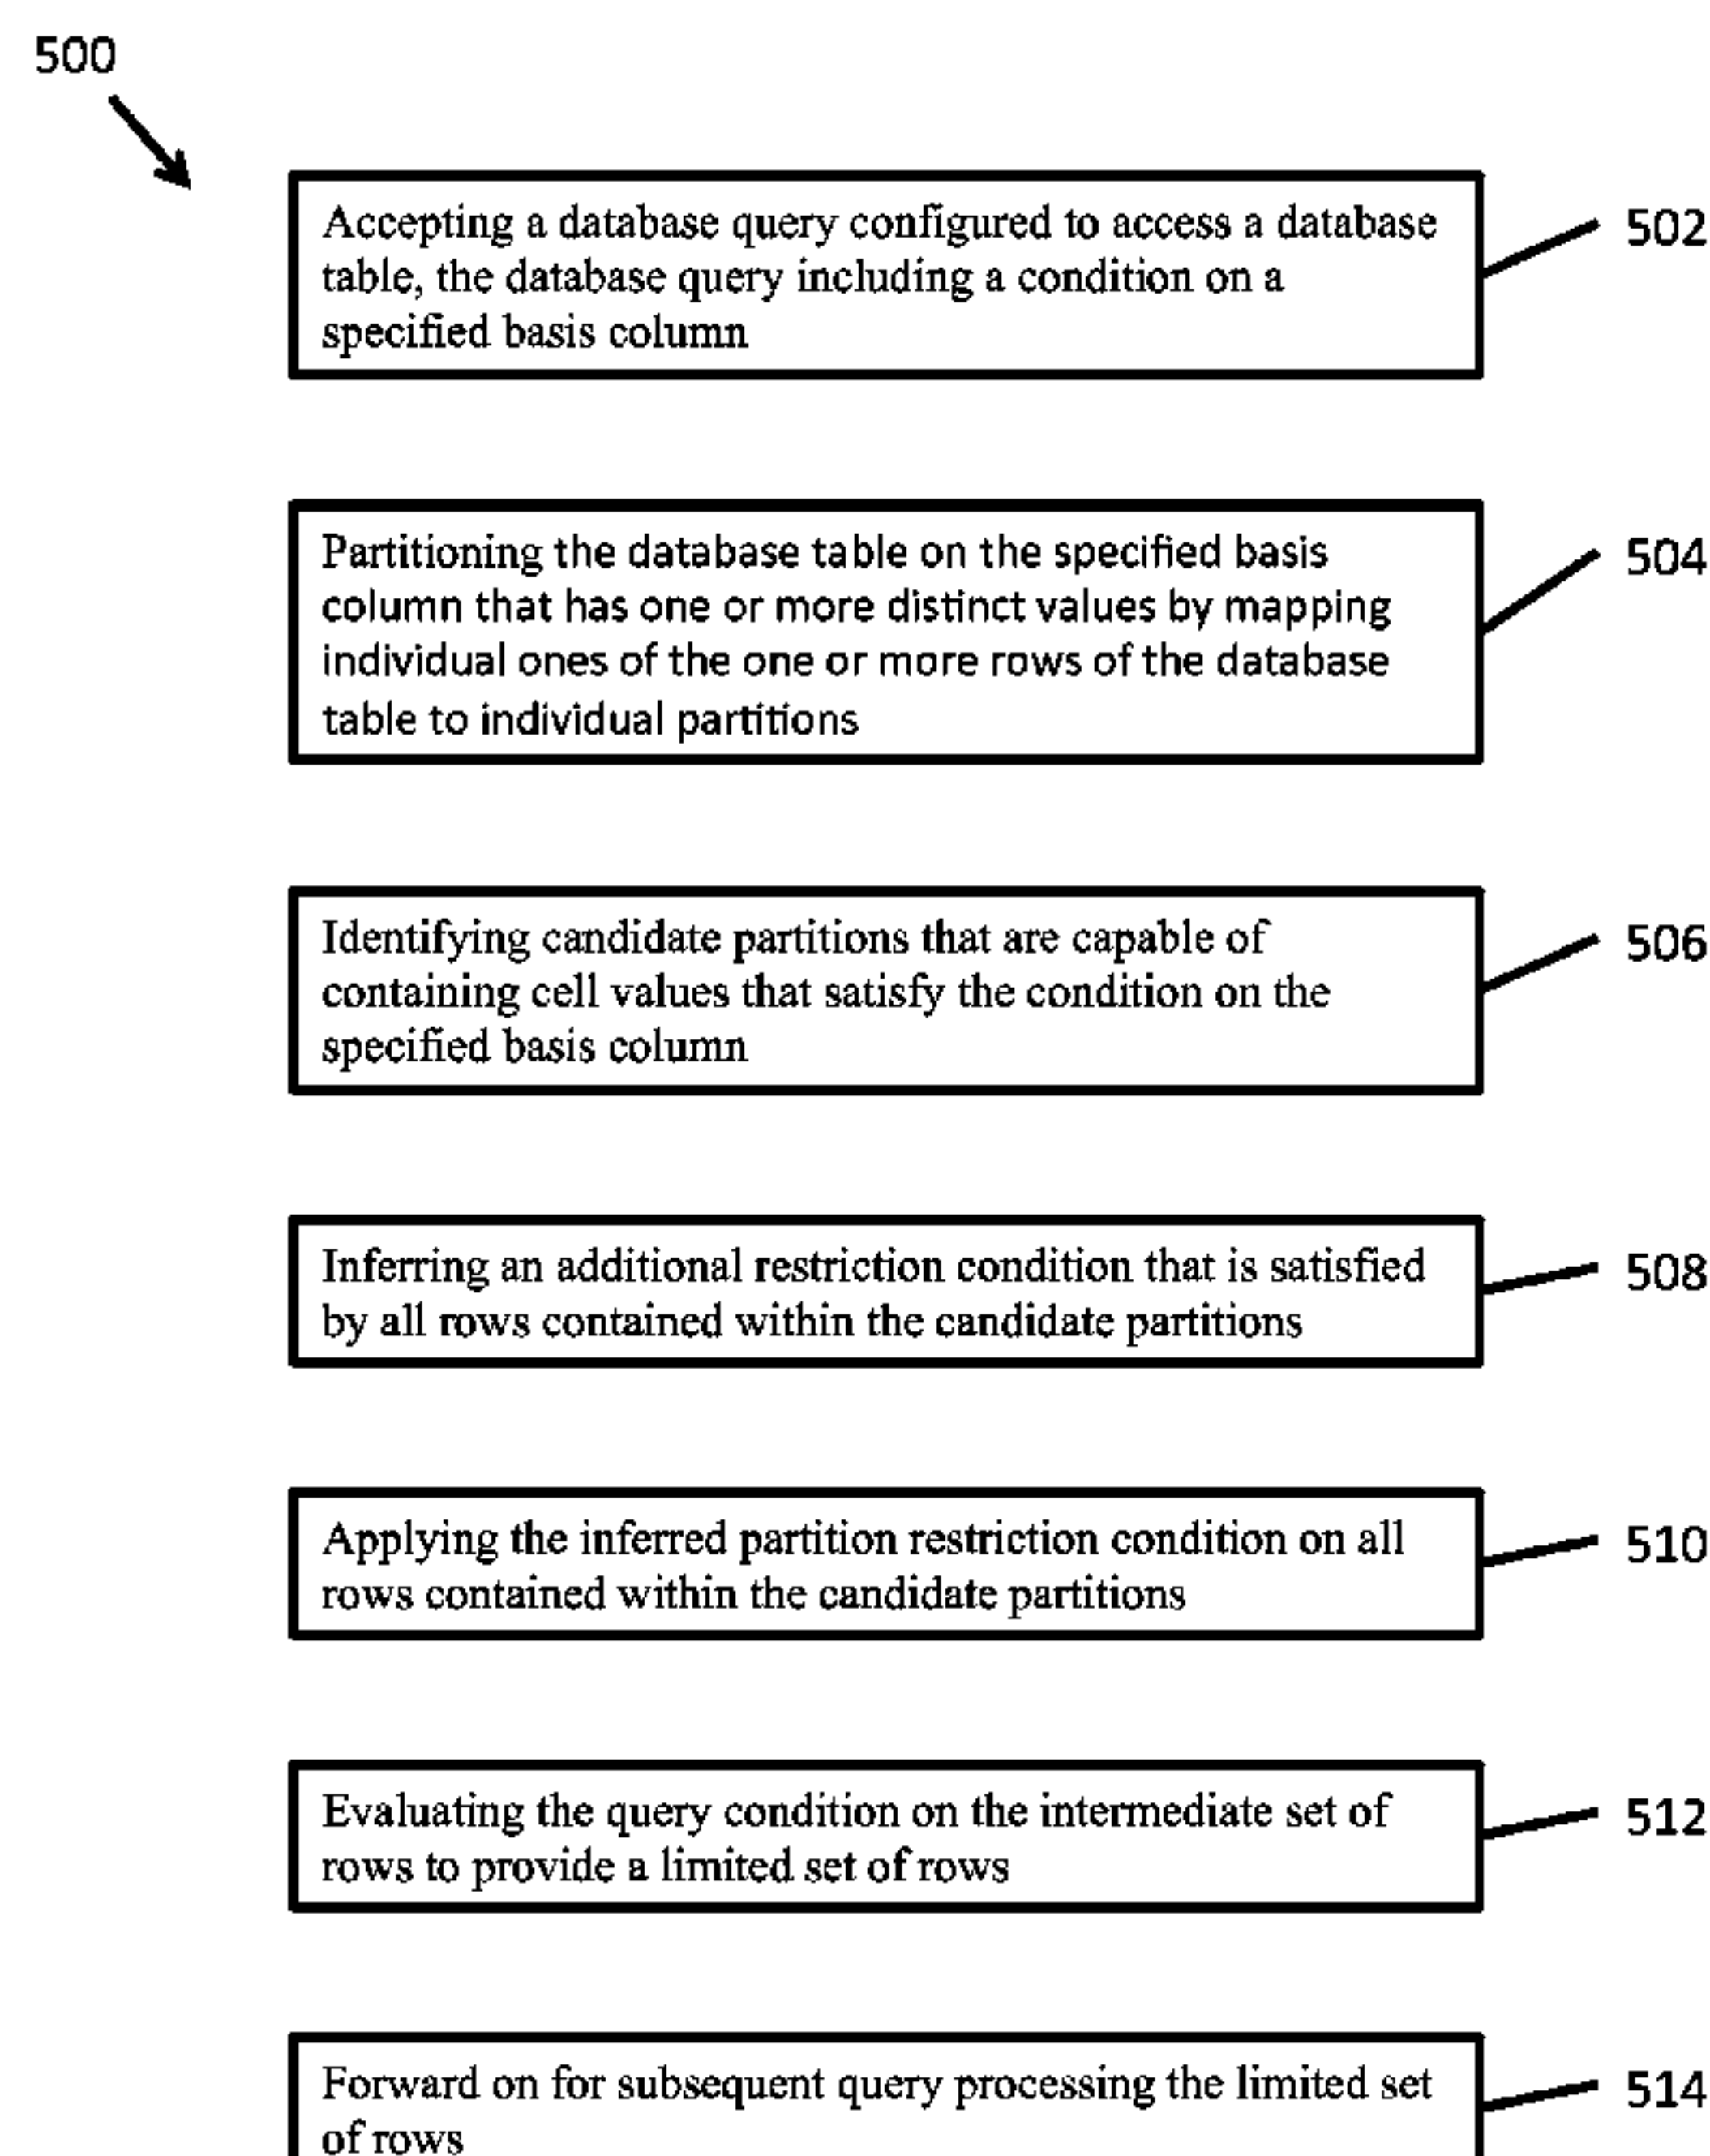 500
Accepting a database query configured to access a database
table, the database query including a condition on a
specified basis column
502
Partitioning the database table on the specified basis
column that has one or more distinct values by mapping
individual ones of the one or more rows of the database
table to individual partitions
504
Identifying candidate partitions that are capable of
containing cell values that satisfy the condition on the
specified basis column
506
Inferring an additional restriction condition that is satisfied
by all rows contained within the candidate partitions
508
Applying the inferred partition restriction condition on all
rows contained within the candidate partitions
510
Evaluating the query condition on the intermediate set of
rows to provide a limited set of rows
512
Forward on for subsequent query processing the limited set
of rows
514